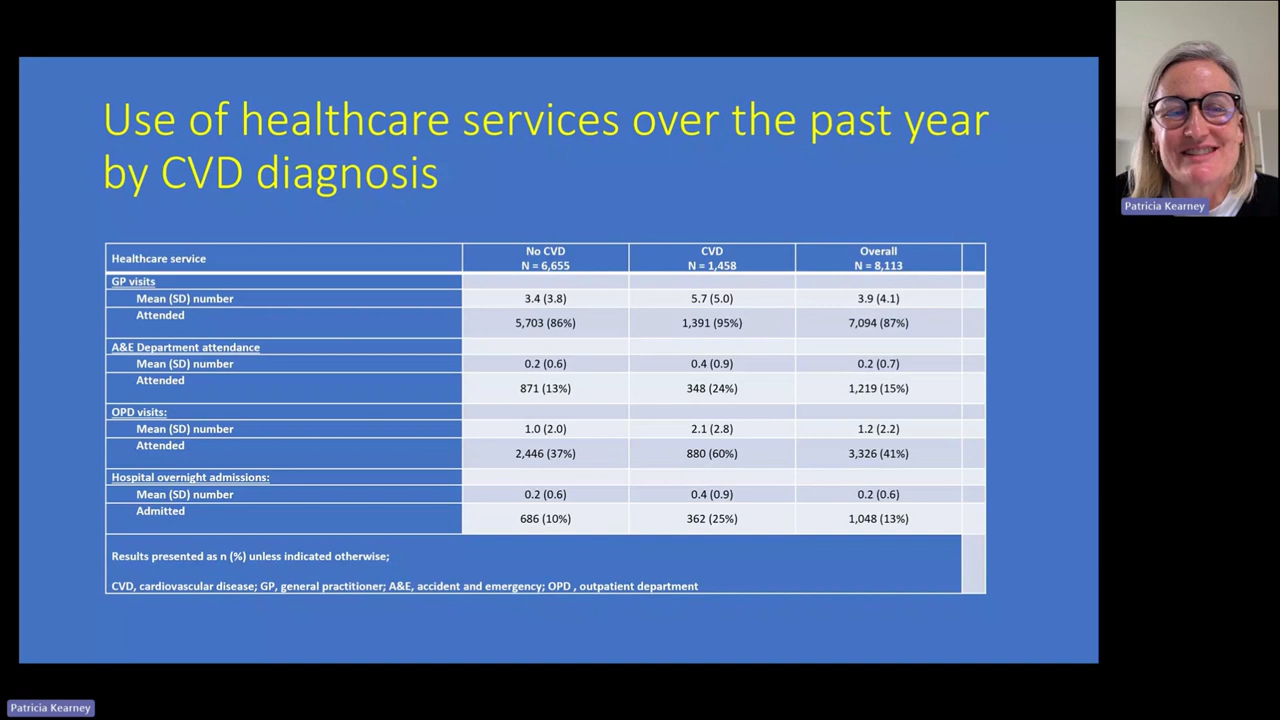 Use of healthcare services over the past year
by CVD diagnosis
Healthcare service No CVD N = 6,655 CVD N = 1,458 Overall N = 8,113
GP visits
Mean (SD) number 3.4 (3.8) 5.7 (5.0) 3.9 (4.1)
Attended 5,703 (86%) 1,391 (95%) 7,094 (87%)
A&E Department attendance
Mean (SD) number 0.2 (0.6) 0.4 (0.9) 0.2 (0.7)
Attended 871 (13%) 348 (24%) 1,219 (15%)
OPD visits:
Mean (SD) number 1.0 (2.0) 2.1 (2.8) 1.2 (2.2)
Attended 2,446 (37%) 880 (60%) 3,326 (41%)
Hospital overnight admissions:
Mean (SD) number 0.2 (0.6) 0.4 (0.9) 0.2 (0.6)
Admitted 686 (10%) 362 (25%) 1,048 (13%)
Results presented as n (%) unless indicated otherwise;
CVD, cardiovascular disease; GP, general practitioner; A&E, accident and emergency; OPD , outpatient department
Patricia Kearney
Patricia Kearney